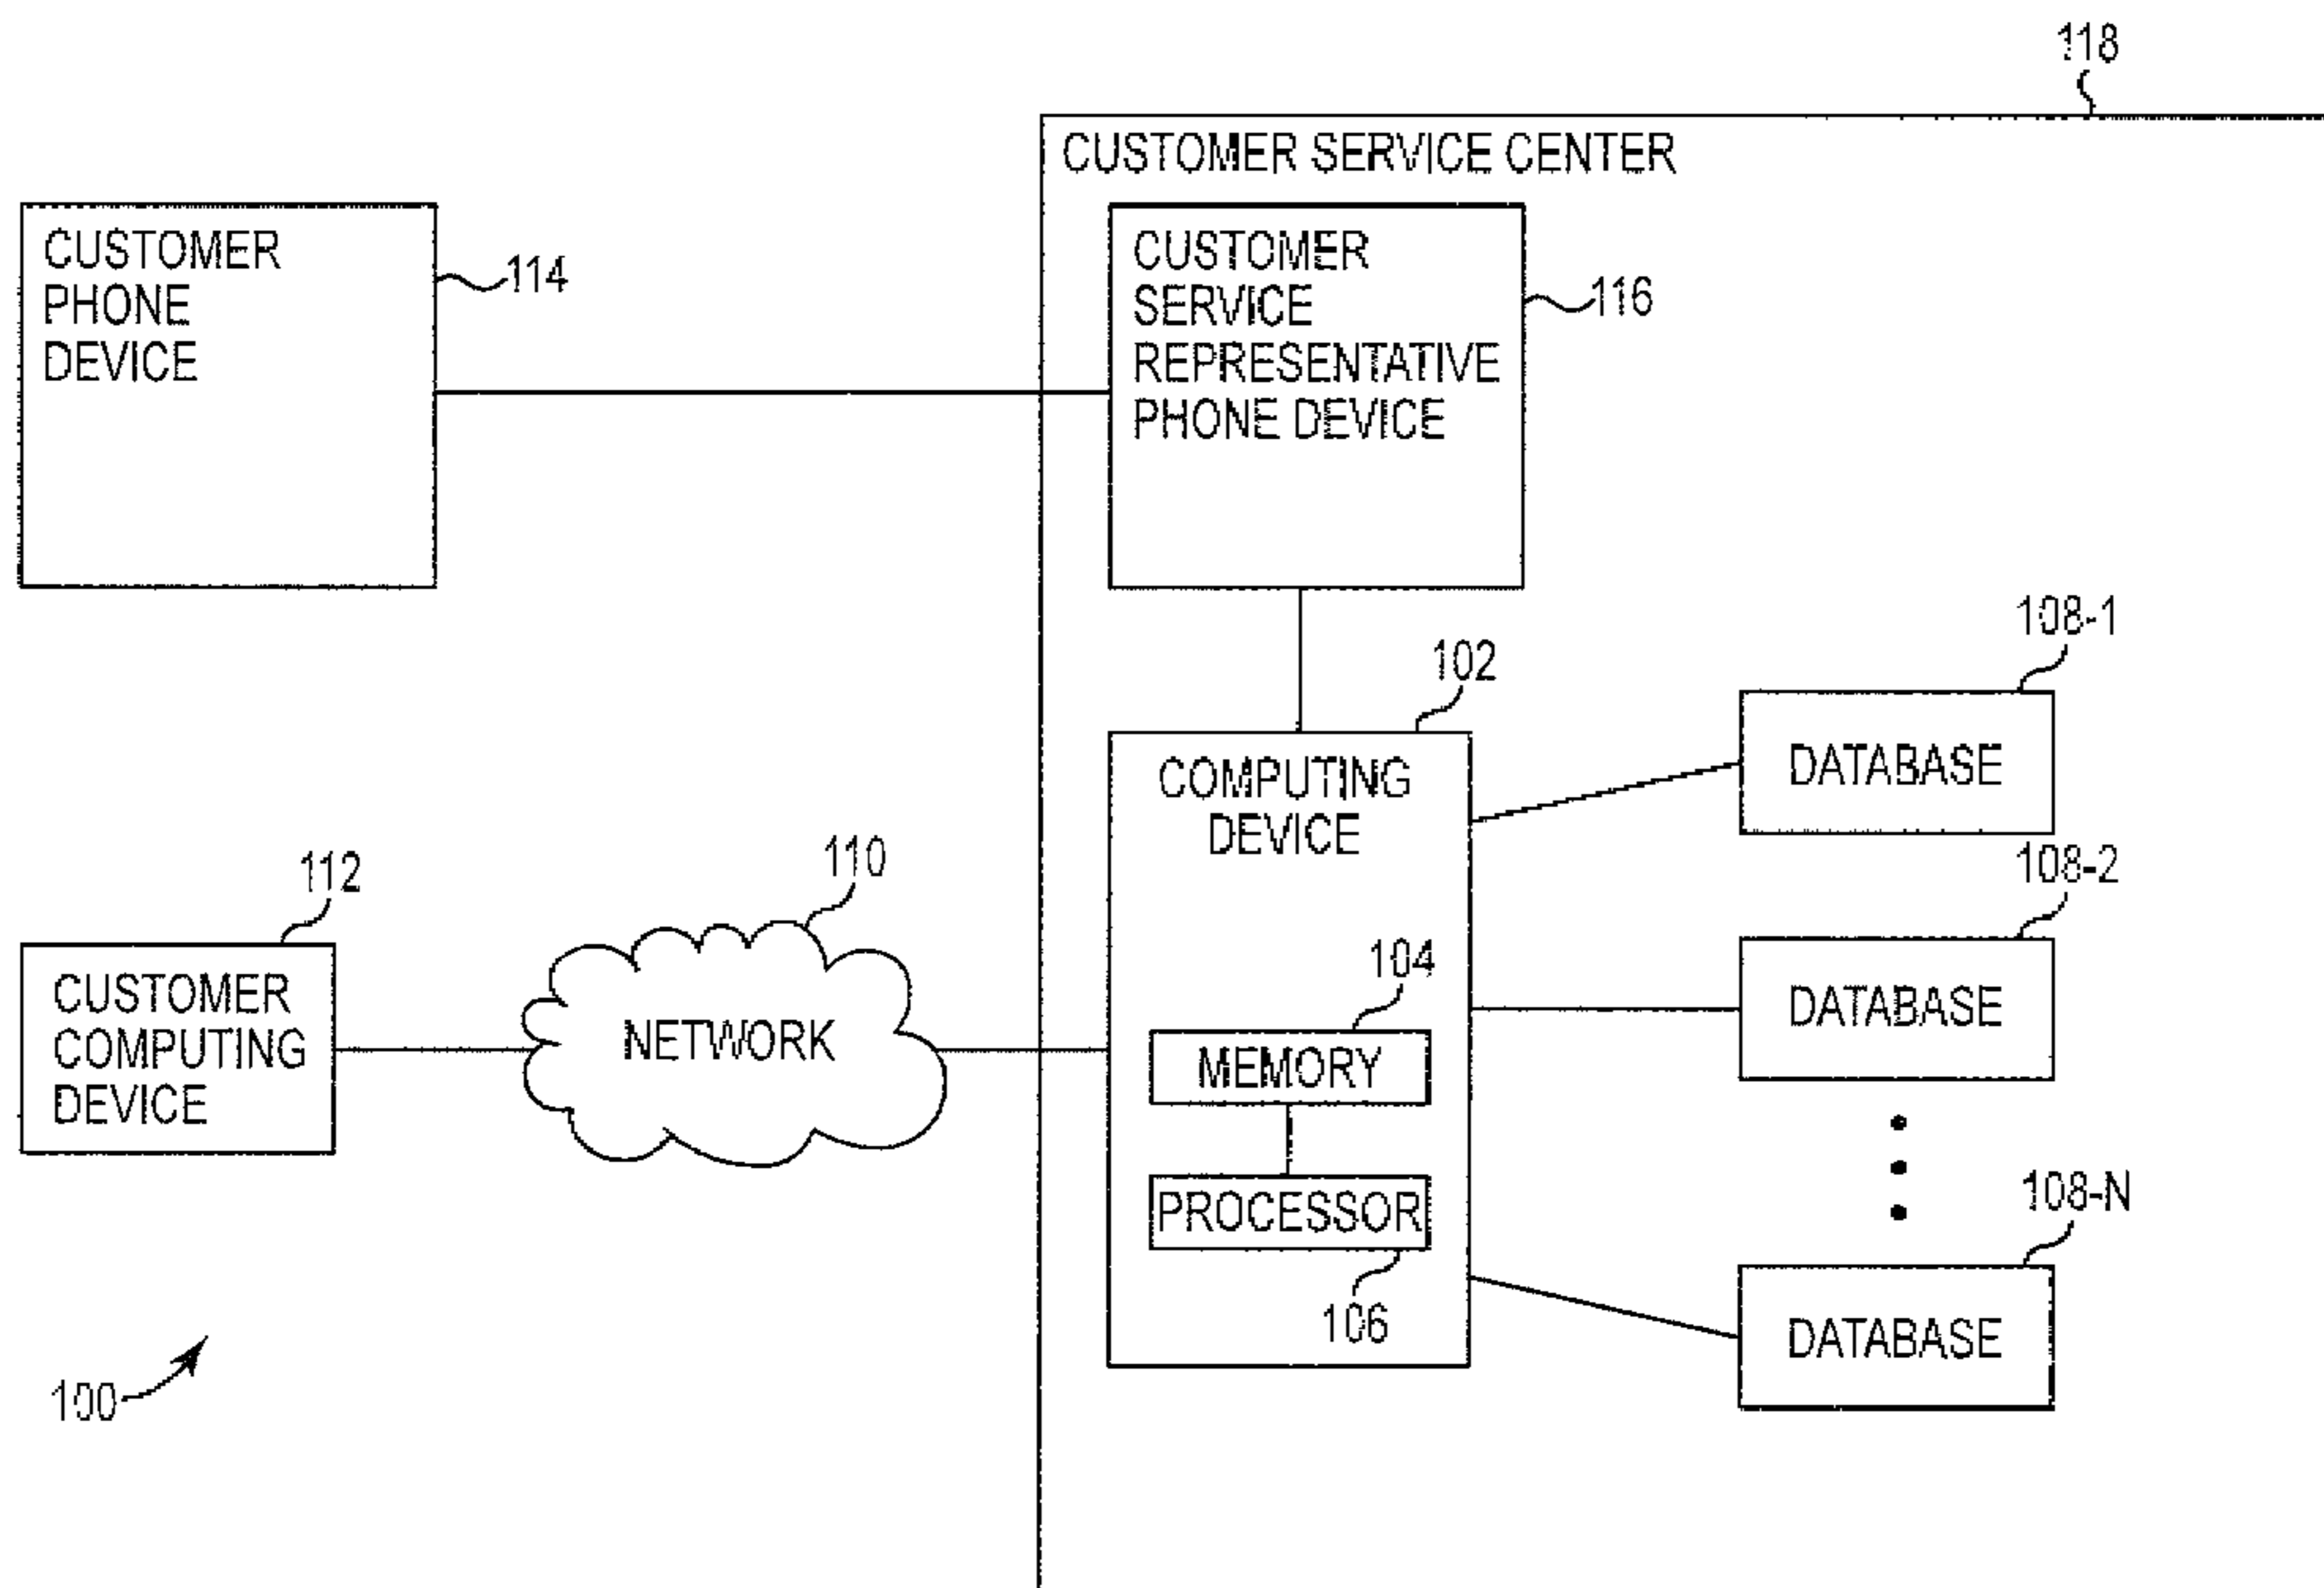 118
CUSTOMER SERVICE CENTER
CUSTOMER
PHONE
DEVICE
114
CUSTOMER
SERVICE
REPRESENTATIVE
PHONE DEVICE
116
108-1
102
DATABASE
COMPUTING
DEVICE
108-2
112
110
104
DATABASE
CUSTOMER
COMPUTING
DEVICE
NETWORK
MEMORY
108-N
PROCESSOR
106
DATABASE
100